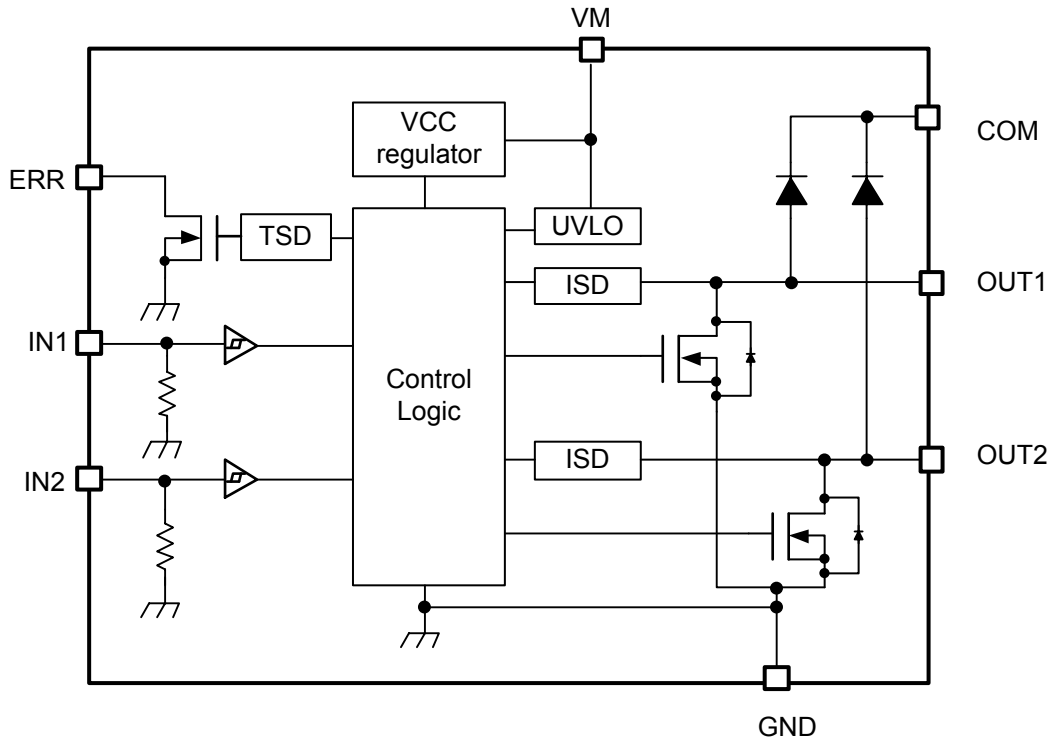 VM
VCC
regulator
COM
ERR
TSD
UVLO
ISD
OUT1
IN1
Control
Logic
ISD
OUT2
IN2
GND